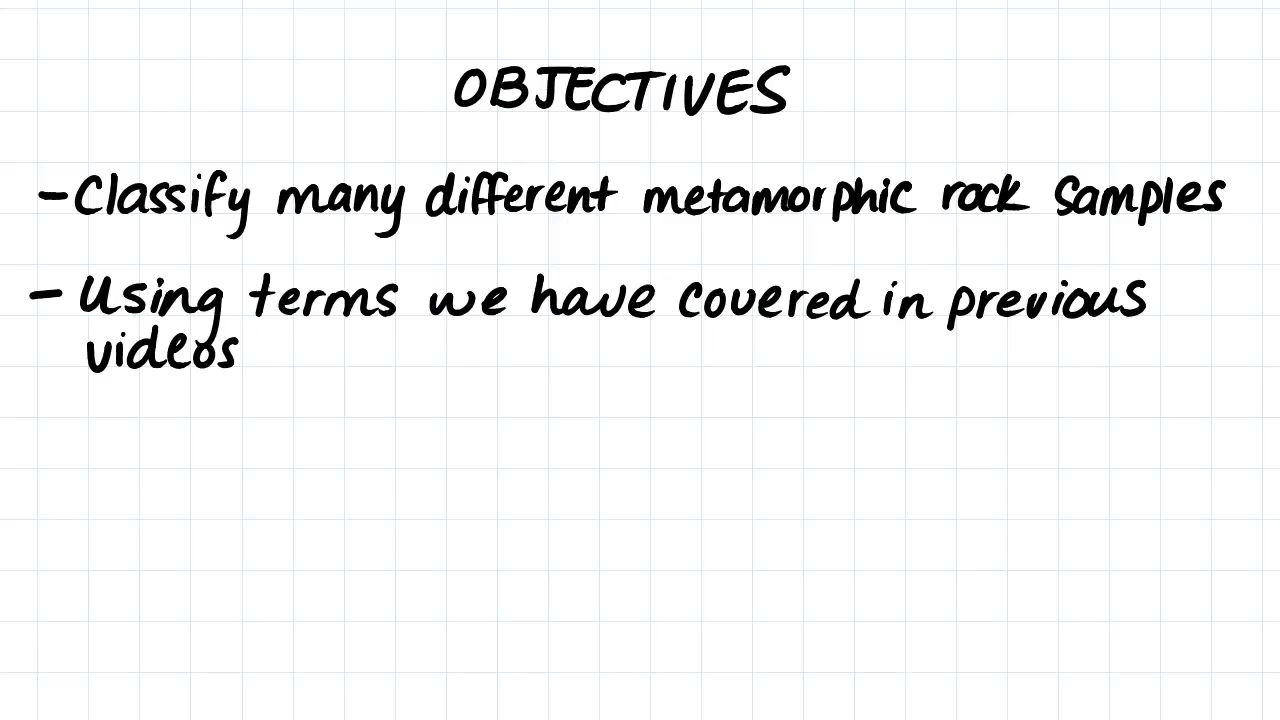 OBJECTIVES
- Classify many different metamorphic rock samples
- Using terms we have covered in previous
videos